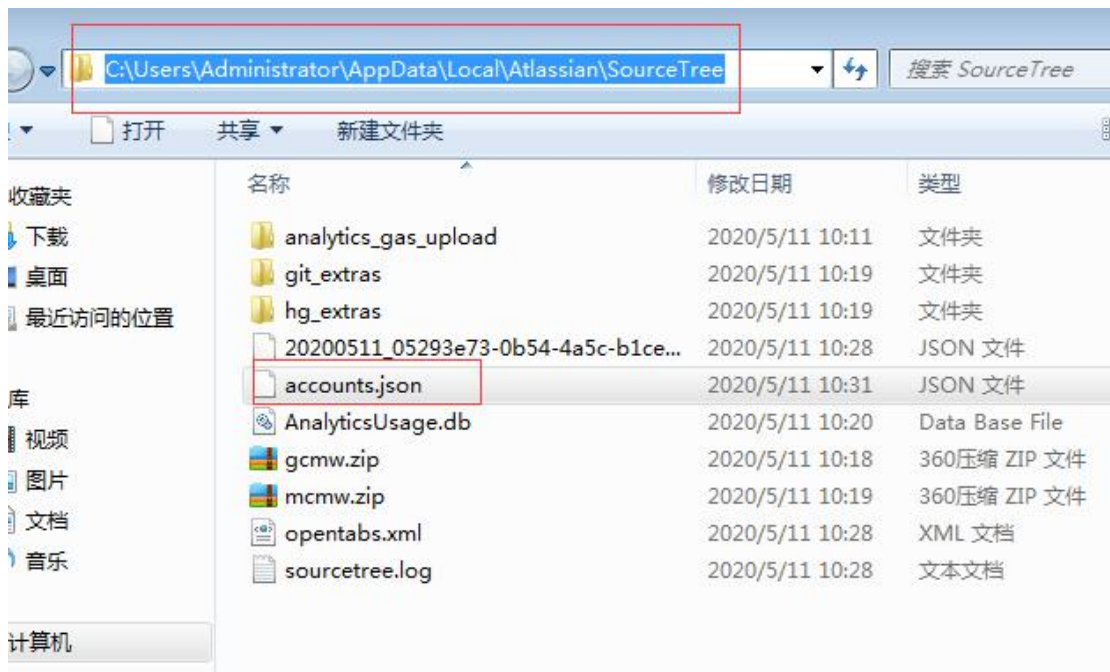 C:\Users\Administrator\AppData\Local\Atlassian\SourceTree 搜索 SourceTree
打开 共享 新建文件夹
名称 修改日期 类型
收藏夹
下载
桌面
最近访问的位置
库
视频
图片
文档
音乐
计算机
analytics_gas_upload 2020/5/11 10:11 文件夹
git_extras 2020/5/11 10:19 文件夹
hg_extras 2020/5/11 10:19 文件夹
20200511_05293e73-0b54-4a5c-b1ce... 2020/5/11 10:28 JSON 文件
accounts.json 2020/5/11 10:31 JSON 文件
AnalyticsUsage.db 2020/5/11 10:20 Data Base File
gcmw.zip 2020/5/11 10:18 360压缩 ZIP 文件
mcmw.zip 2020/5/11 10:19 360压缩 ZIP 文件
opentabs.xml 2020/5/11 10:28 XML 文档
sourcetree.log 2020/5/11 10:28 文本文档